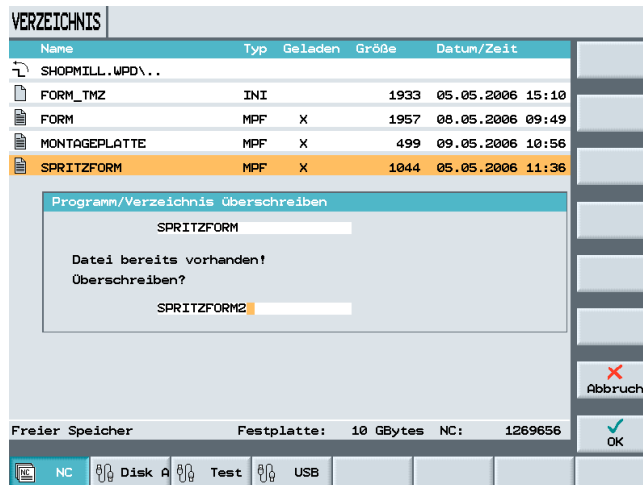 VERZEICHNIS
Name Typ Geladen Größe Datum/Zeit
SHOPMILL.WPD\..
FORM_TMZ INI 1933 05.05.2006 15:10
FORM MPF X 1957 08.05.2006 09:49
MONTAGEPLATTE MPF X 499 09.05.2006 10:56
SPRITZFORM MPF X 1044 05.05.2006 11:36
Programm/Verzeichnis überschreiben
SPRITZFORM
Datei bereits vorhanden!
Überschreiben?
SPRITZFORM2
Abbruch
Freier Speicher Festplatte: 10 GBytes NC: 1269656
OK
NC NC Disk A Test USB